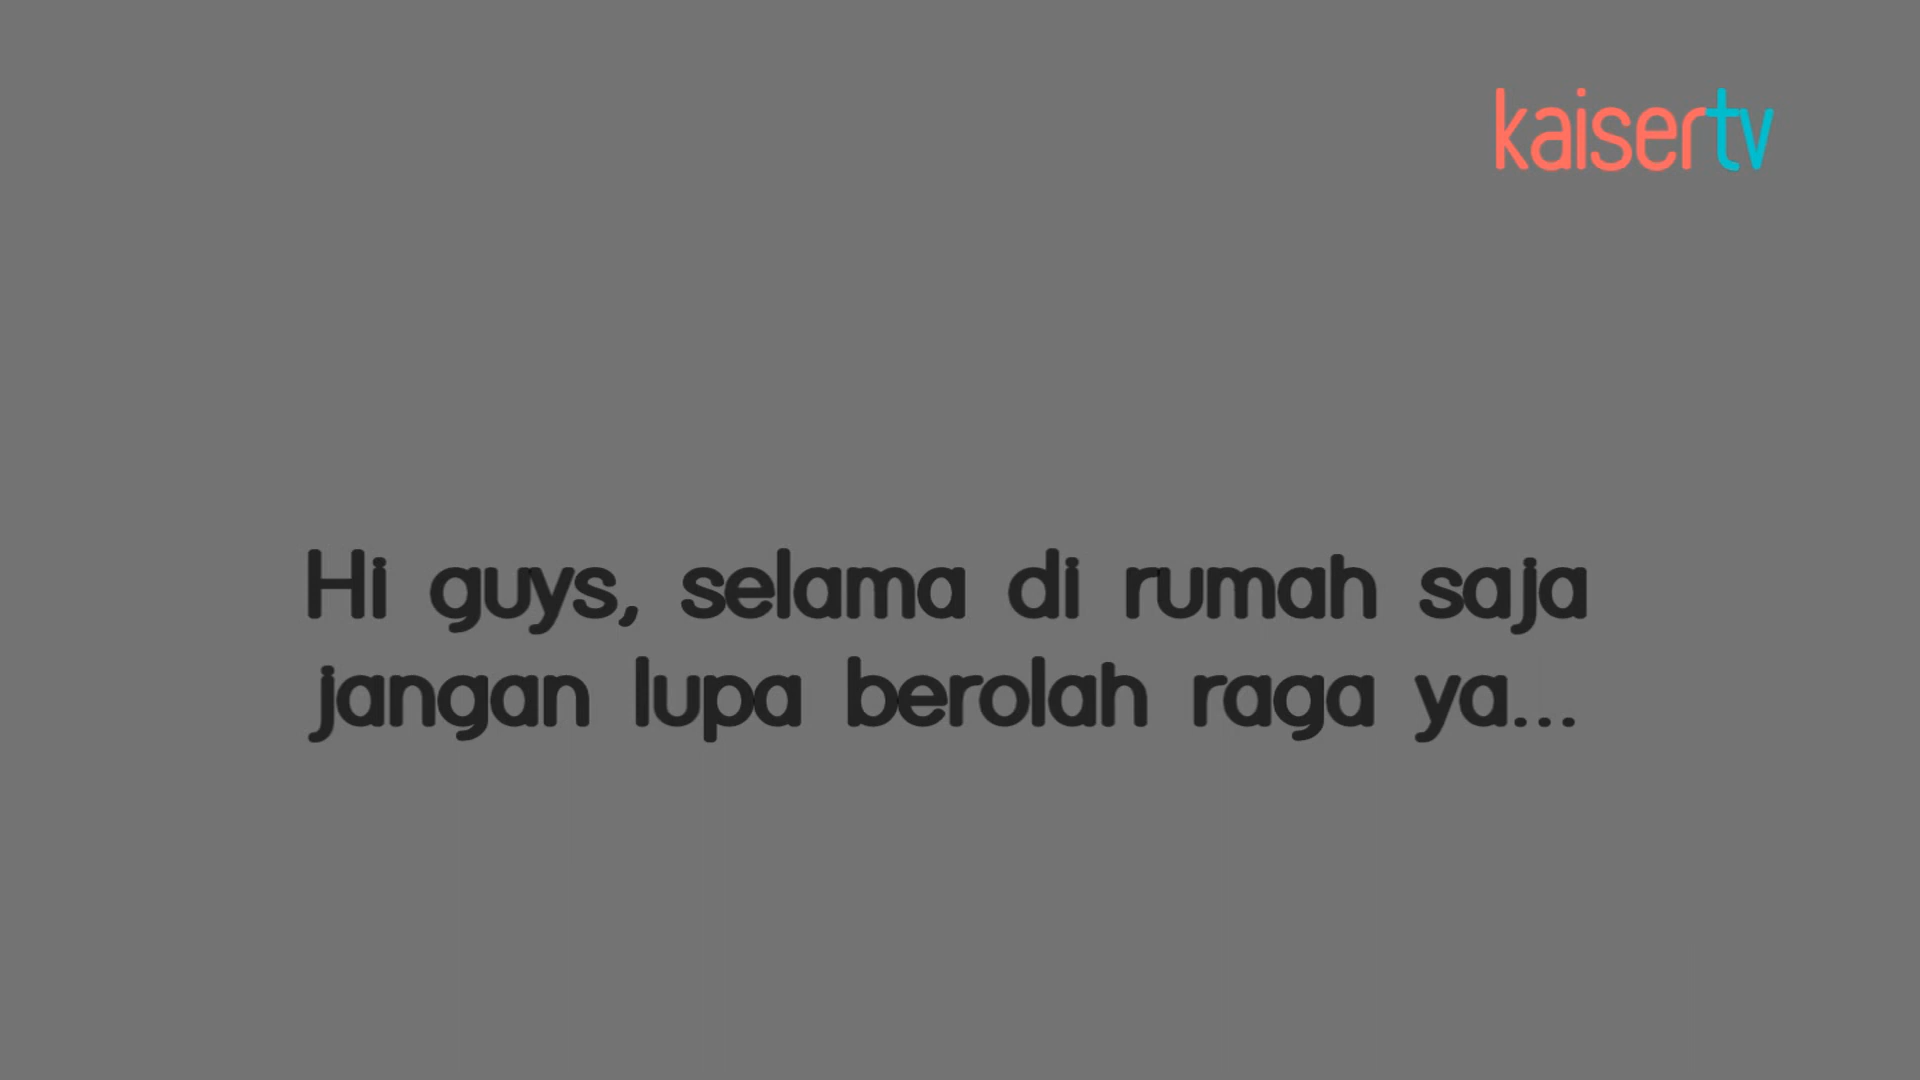 kaisertv
Hi guys, selama di rumah saja
jangan lupa berolah raga ya...